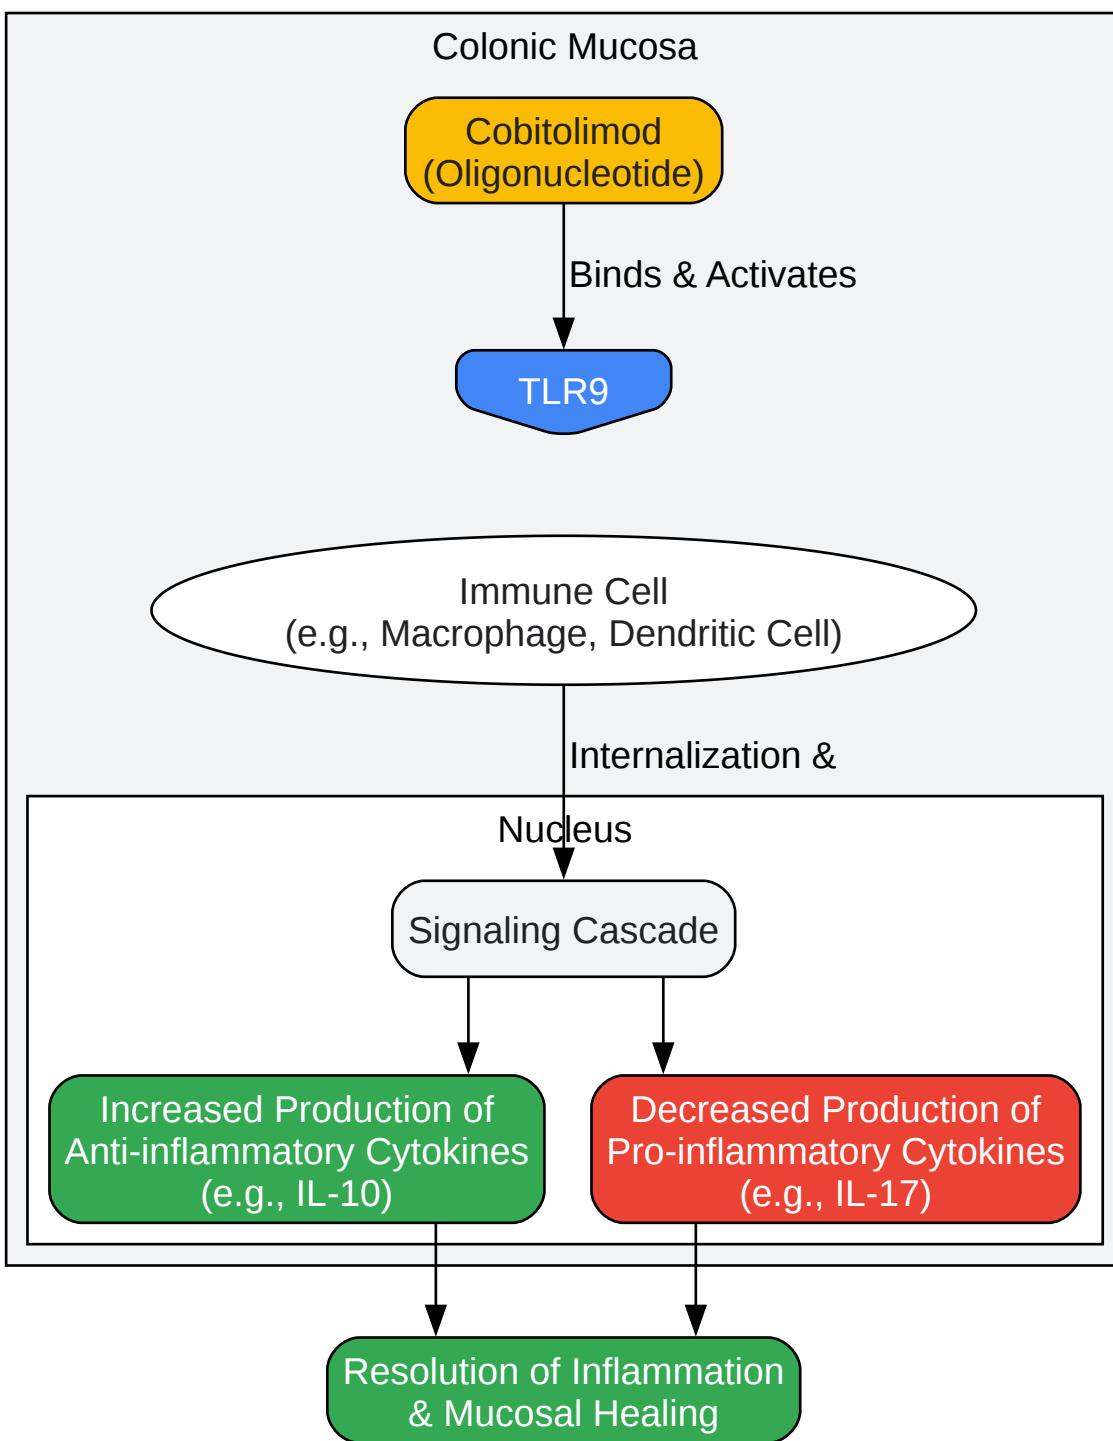 Colonic Mucosa
Cobitolimod
(Oligonucleotide)
Binds & Activates
TLR9
Immune Cell
(e.g., Macrophage, Dendritic Cell)
Internalization &
Nucleus
Signaling Cascade
Increased Production of
Anti-inflammatory Cytokines
(e.g., IL-10)
Decreased Production of
Pro-inflammatory Cytokines
(e.g., IL-17)
Resolution of Inflammation
& Mucosal Healing